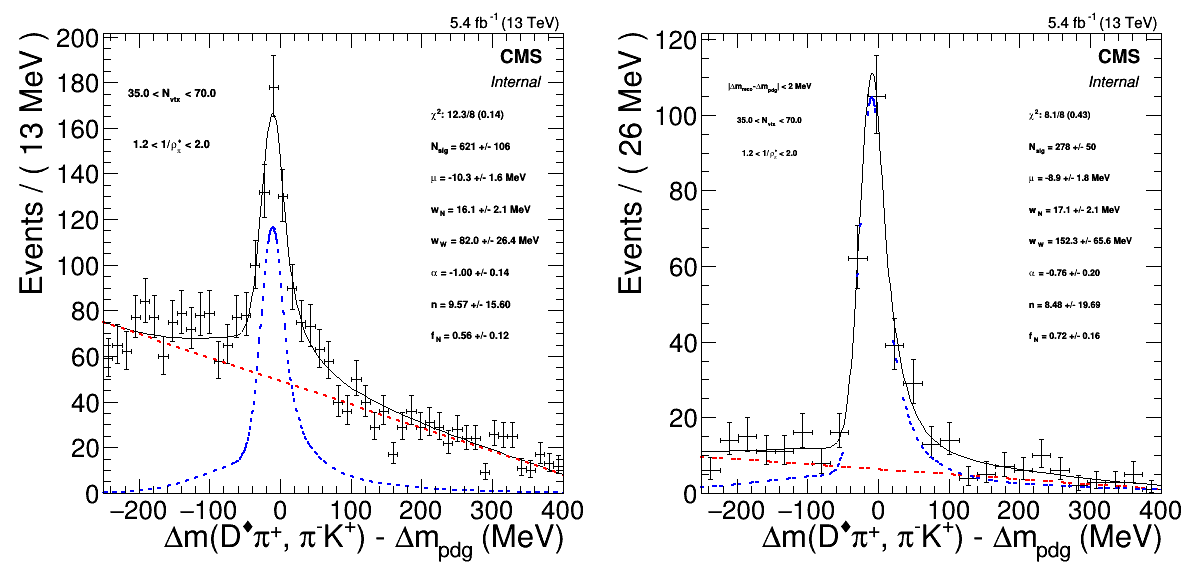 5.4 fb⁻¹ (13 TeV)
CMS
Internal
35.0 < N_vtx < 70.0
1.2 < 1/ρ_π^♦ < 2.0
χ²: 12.3/8 (0.14)
N_sig = 621 +/- 106
μ = -10.3 +/- 1.6 MeV
w_N = 16.1 +/- 2.1 MeV
w_W = 82.0 +/- 26.4 MeV
α = -1.00 +/- 0.14
n = 9.57 +/- 15.60
f_N = 0.56 +/- 0.12
Events / ( 13 MeV )
200
180
160
140
120
100
80
60
40
20
0
−200 −100 0 100 200 300 400
Δm(D♦π⁺, π⁻K⁺) - Δm_pdg (MeV)
5.4 fb⁻¹ (13 TeV)
CMS
Internal
|Δm_reco-Δm_pdg| < 2 MeV
35.0 < N_vtx < 70.0
1.2 < 1/ρ_π^♦ < 2.0
χ²: 8.1/8 (0.43)
N_sig = 278 +/- 50
μ = -8.9 +/- 1.8 MeV
w_N = 17.1 +/- 2.1 MeV
w_W = 152.3 +/- 65.6 MeV
α = -0.76 +/- 0.20
n = 8.48 +/- 19.69
f_N = 0.72 +/- 0.16
Events / ( 26 MeV )
120
100
80
60
40
20
0
−200 −100 0 100 200 300 400
Δm(D♦π⁺, π⁻K⁺) - Δm_pdg (MeV)